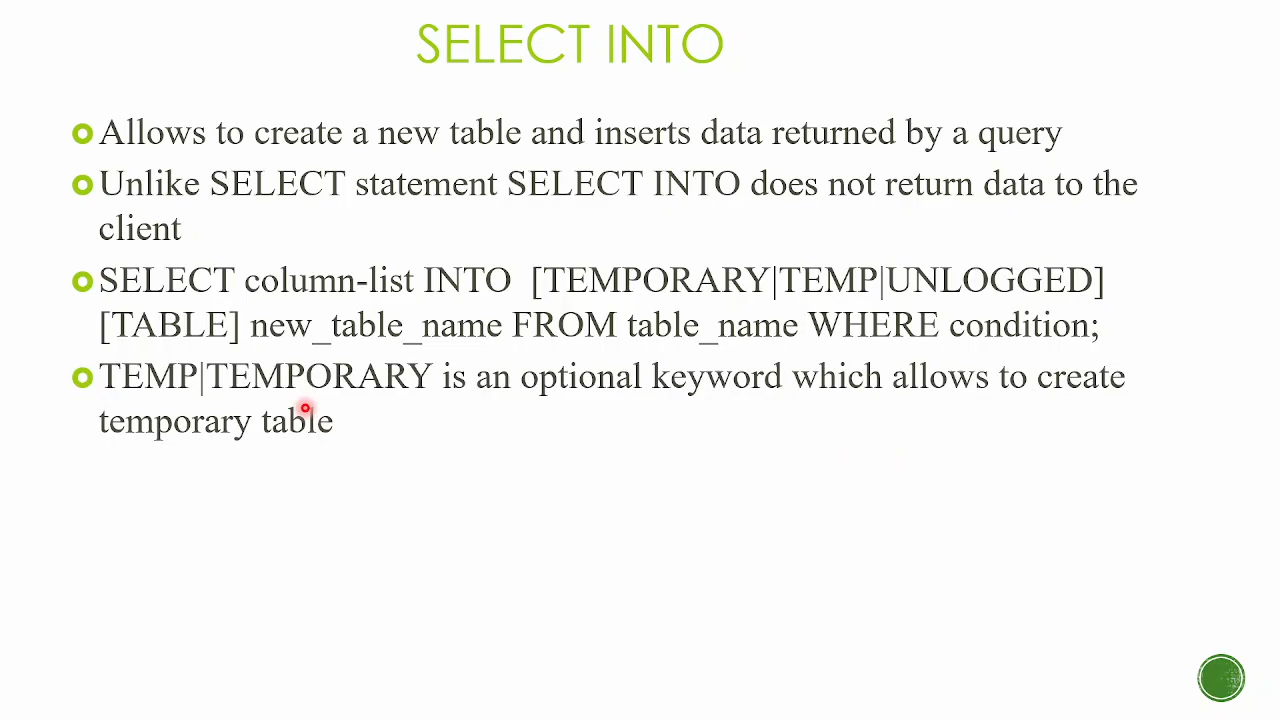 SELECT INTO
Allows to create a new table and inserts data returned by a query
Unlike SELECT statement SELECT INTO does not return data to the
client
SELECT column-list INTO [TEMPORARY|TEMP|UNLOGGED]
[TABLE] new_table_name FROM table_name WHERE condition;
TEMP|TEMPORARY is an optional keyword which allows to create
temporary table